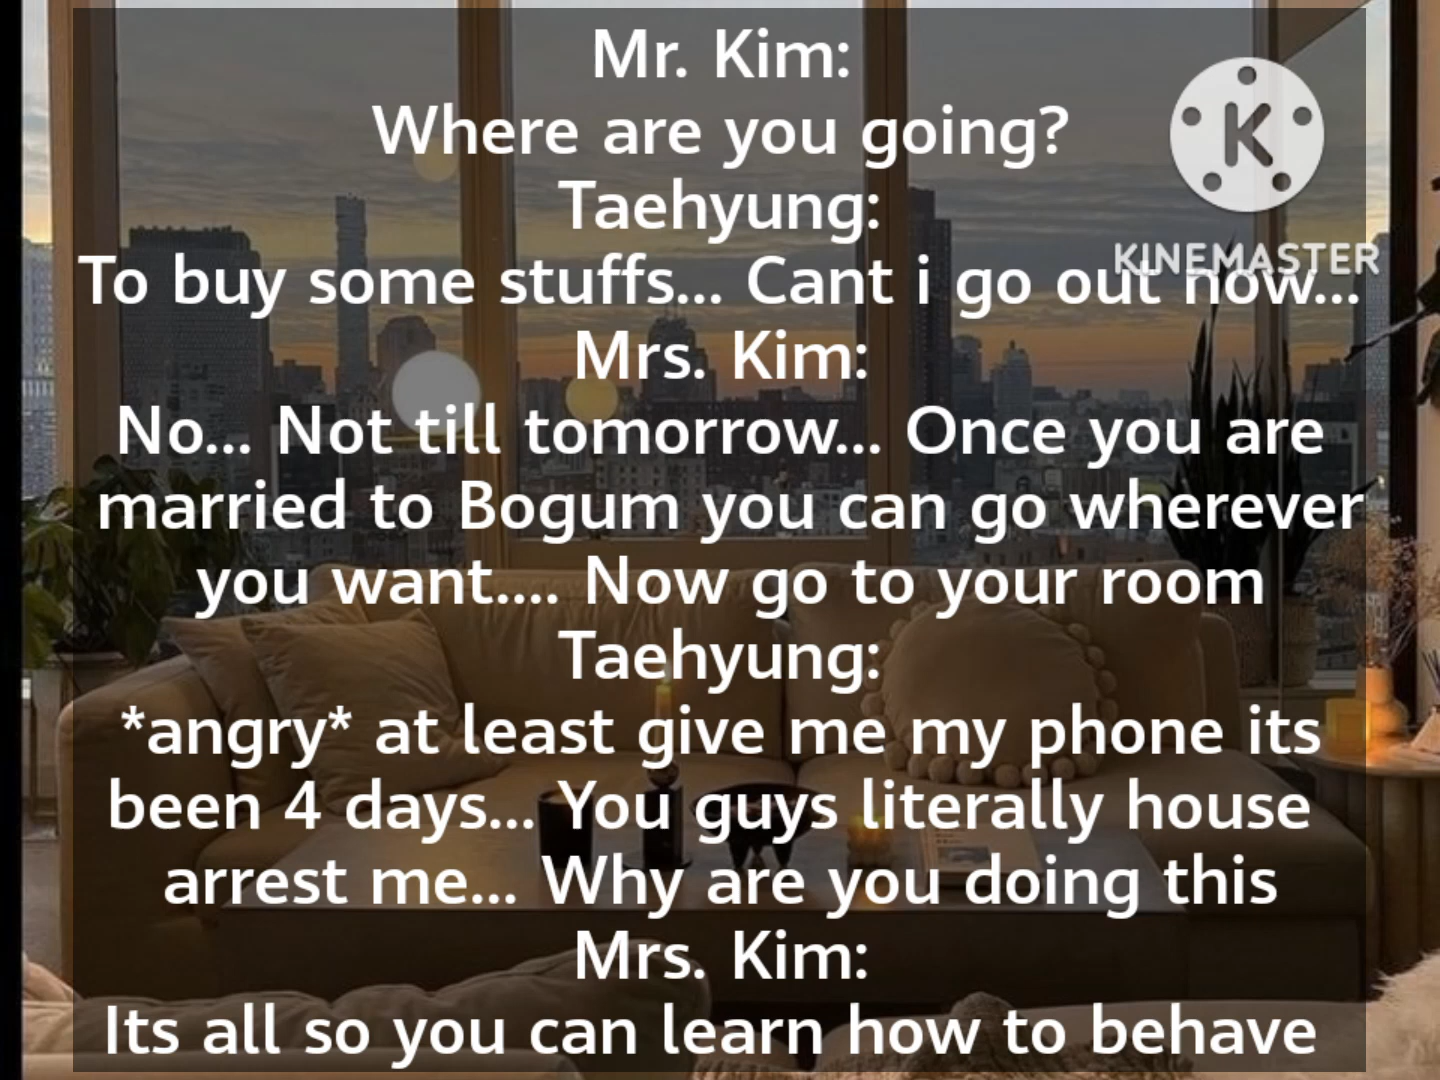 Mr. Kim:
Where are you going?
Taehyung:
To buy some stuffs... Cant i go out now...
Mrs. Kim:
No... Not till tomorrow... Once you are
married to Bogum you can go wherever
you want.... Now go to your room
Taehyung:
*angry* at least give me my phone its
been 4 days... You guys literally house
arrest me... Why are you doing this
Mrs. Kim:
Its all so you can learn how to behave
K
KINEMASTER